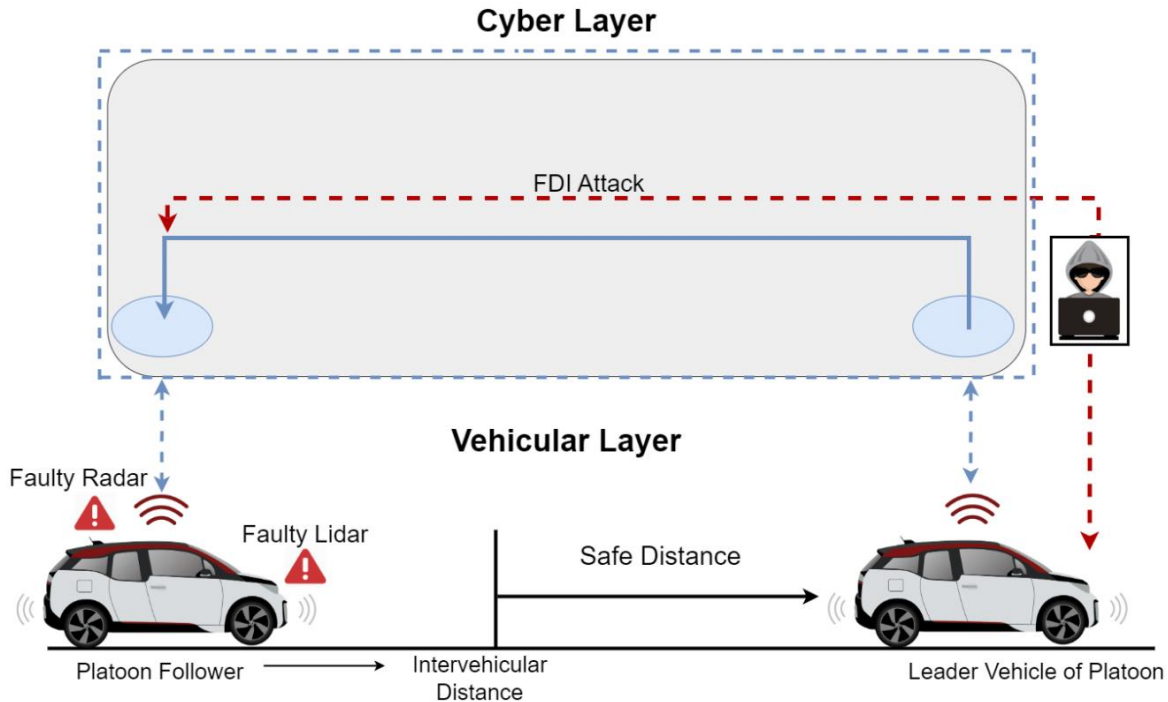 Cyber Layer
FDI Attack
Vehicular Layer
Faulty Radar
Faulty Lidar
Safe Distance
Platoon Follower
Intervehicular
Distance
Leader Vehicle of Platoon